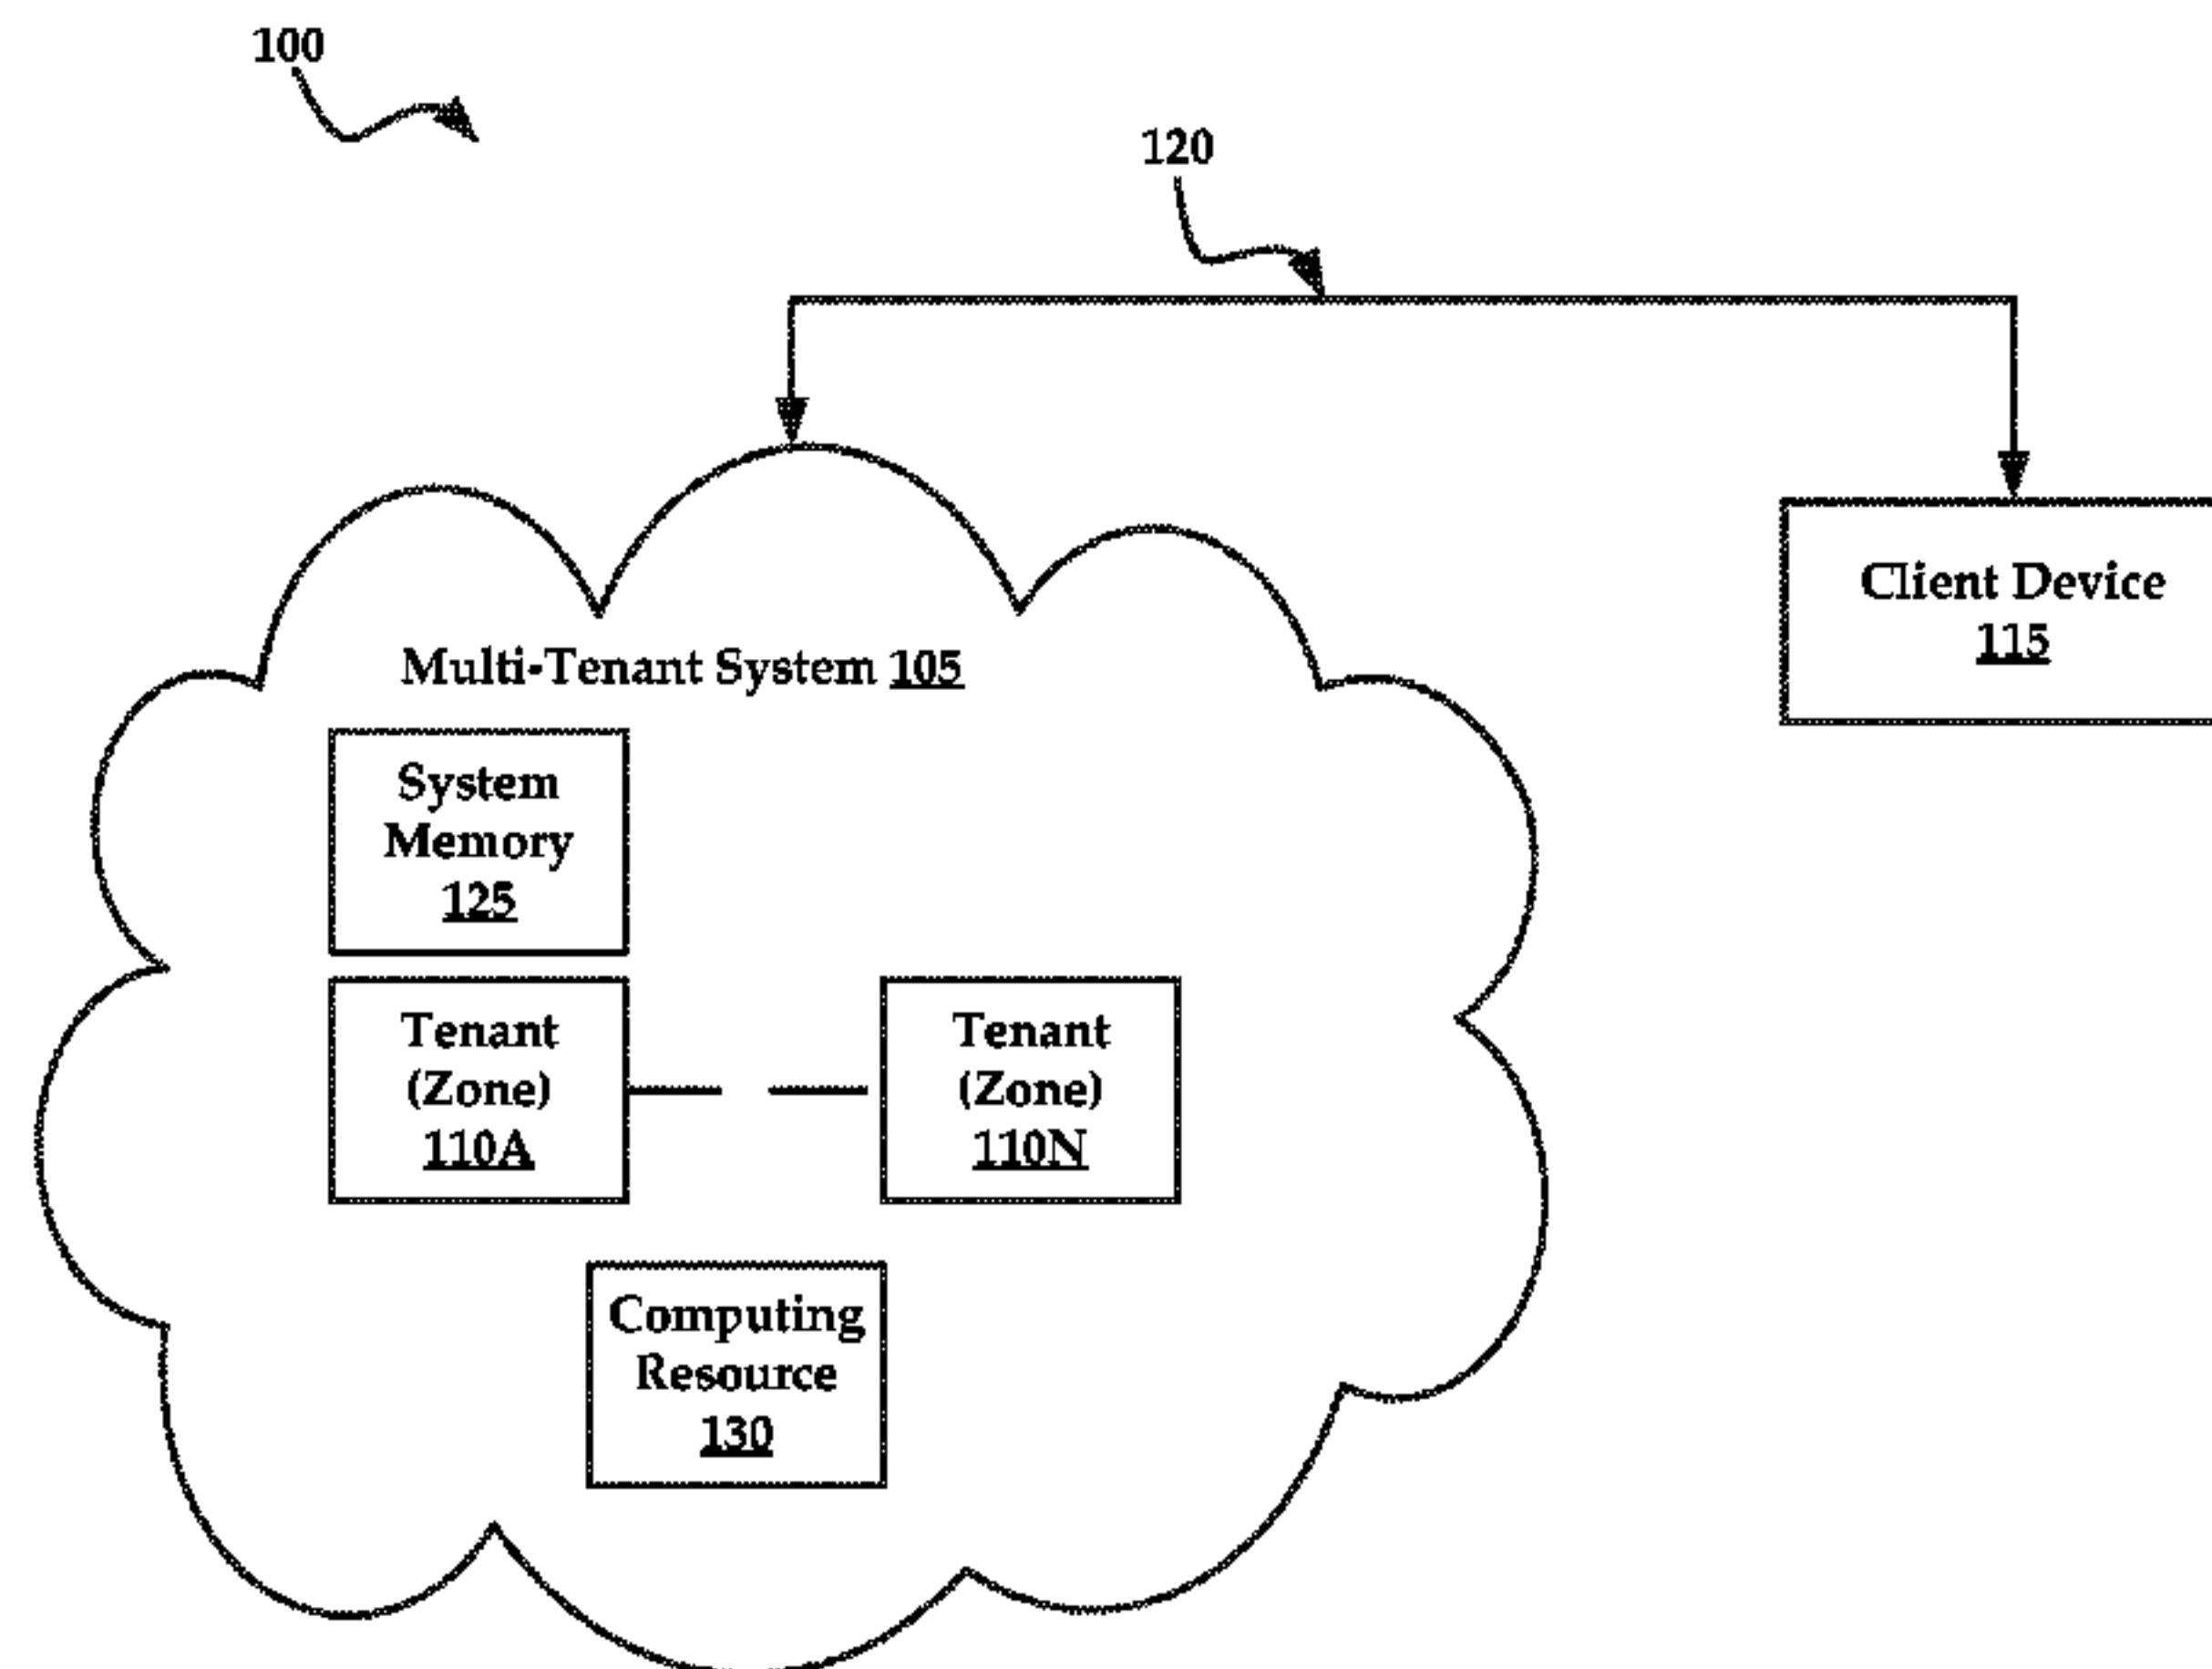 100
120
Client Device
115
Multi-Tenant System 105
System
Memory
125
Tenant
(Zone)
110A
Tenant
(Zone)
110N
Computing
Resource
130